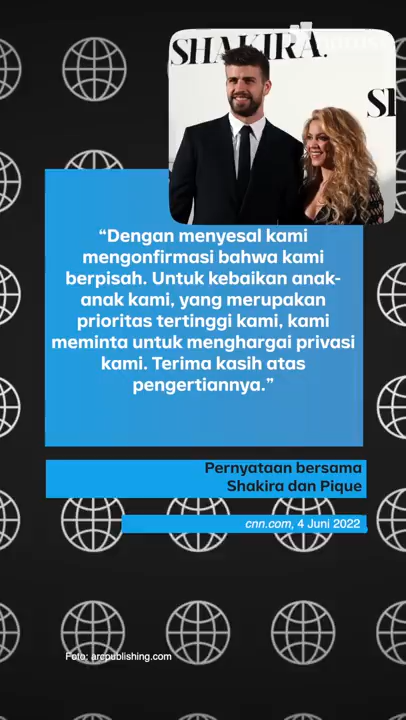 SHAKIRA.
“Dengan menyesal kami
mengonfirmasi bahwa kami
berpisah. Untuk kebaikan anak-
anak kami, yang merupakan
prioritas tertinggi kami, kami
meminta untuk menghargai privasi
kami. Terima kasih atas
pengertiannya.”
Pernyataan bersama
Shakira dan Pique
cnn.com, 4 Juni 2022
Foto: arcpublishing.com